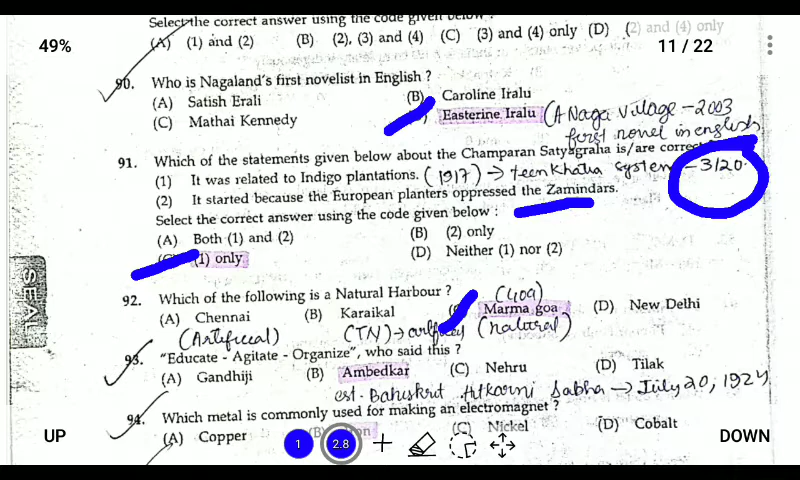 Select the correct answer using the code given below :
49%
(A) (1) and (2) (B) (2), (3) and (4) (C) (3) and (4) only (D) (2) and (4) only
11 / 22
90. Who is Nagaland's first novelist in English ?
(A) Satish Erali (B) Caroline Iralu
(C) Mathai Kennedy Easterine Iralu (A Naga Village - 2003
first novel in english
91. Which of the statements given below about the Champaran Satyagraha is/are correct
(1) It was related to Indigo plantations. (1917) → teenkhatia system - 3/20
(2) It started because the European planters oppressed the Zamindars.
Select the correct answer using the code given below :
(A) Both (1) and (2) (B) (2) only
(1) only (D) Neither (1) nor (2)
SEAL
92. Which of the following is a Natural Harbour ? (goa)
(A) Chennai (B) Karaikal Marma goa (D) New Delhi
(Artificial) (TN) → (natural)
93. "Educate - Agitate - Organize", who said this ?
(A) Gandhiji (B) Ambedkar (C) Nehru (D) Tilak
est. Bahiskrit Hitkarni Sabha → July 20, 1924
94. Which metal is commonly used for making an electromagnet ?
UP (A) Copper (B) Iron (C) Nickel (D) Cobalt DOWN
1 2.8